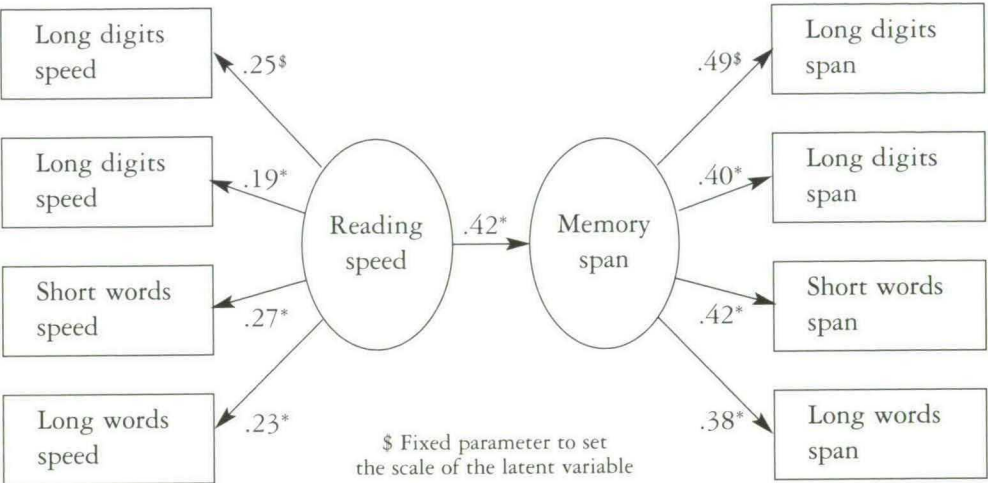 Long digits
speed
.25$
Long digits
speed
.19*
Short words
speed
.27*
Long words
speed
.23*
Reading
speed
.42*
Memory
span
.49$
Long digits
span
.40*
Long digits
span
.42*
Short words
span
.38*
Long words
span
$ Fixed parameter to set
the scale of the latent variable